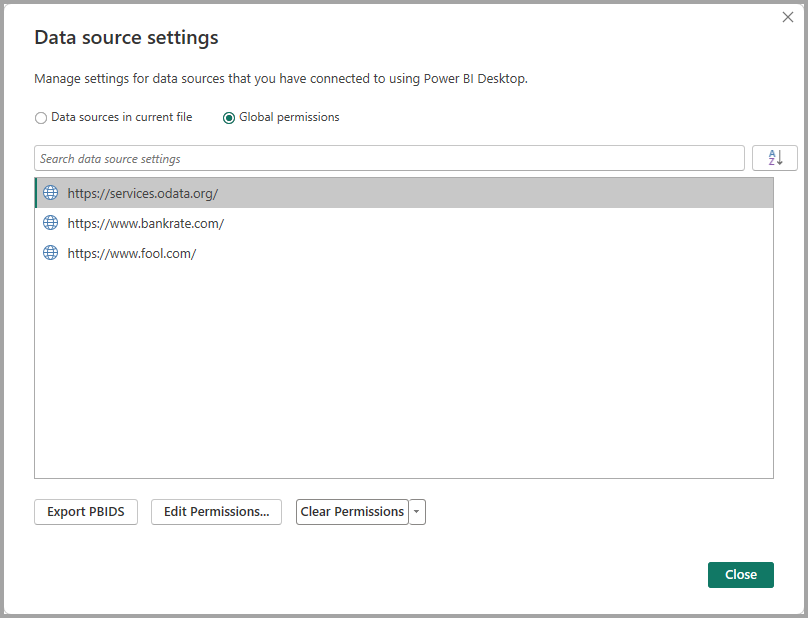 Data source settings
Manage settings for data sources that you have connected to using Power BI Desktop.
Data sources in current file Global permissions
Search data source settings
AZ
https://services.odata.org/
https://www.bankrate.com/
https://www.fool.com/
Export PBIDS Edit Permissions... Clear Permissions
Close